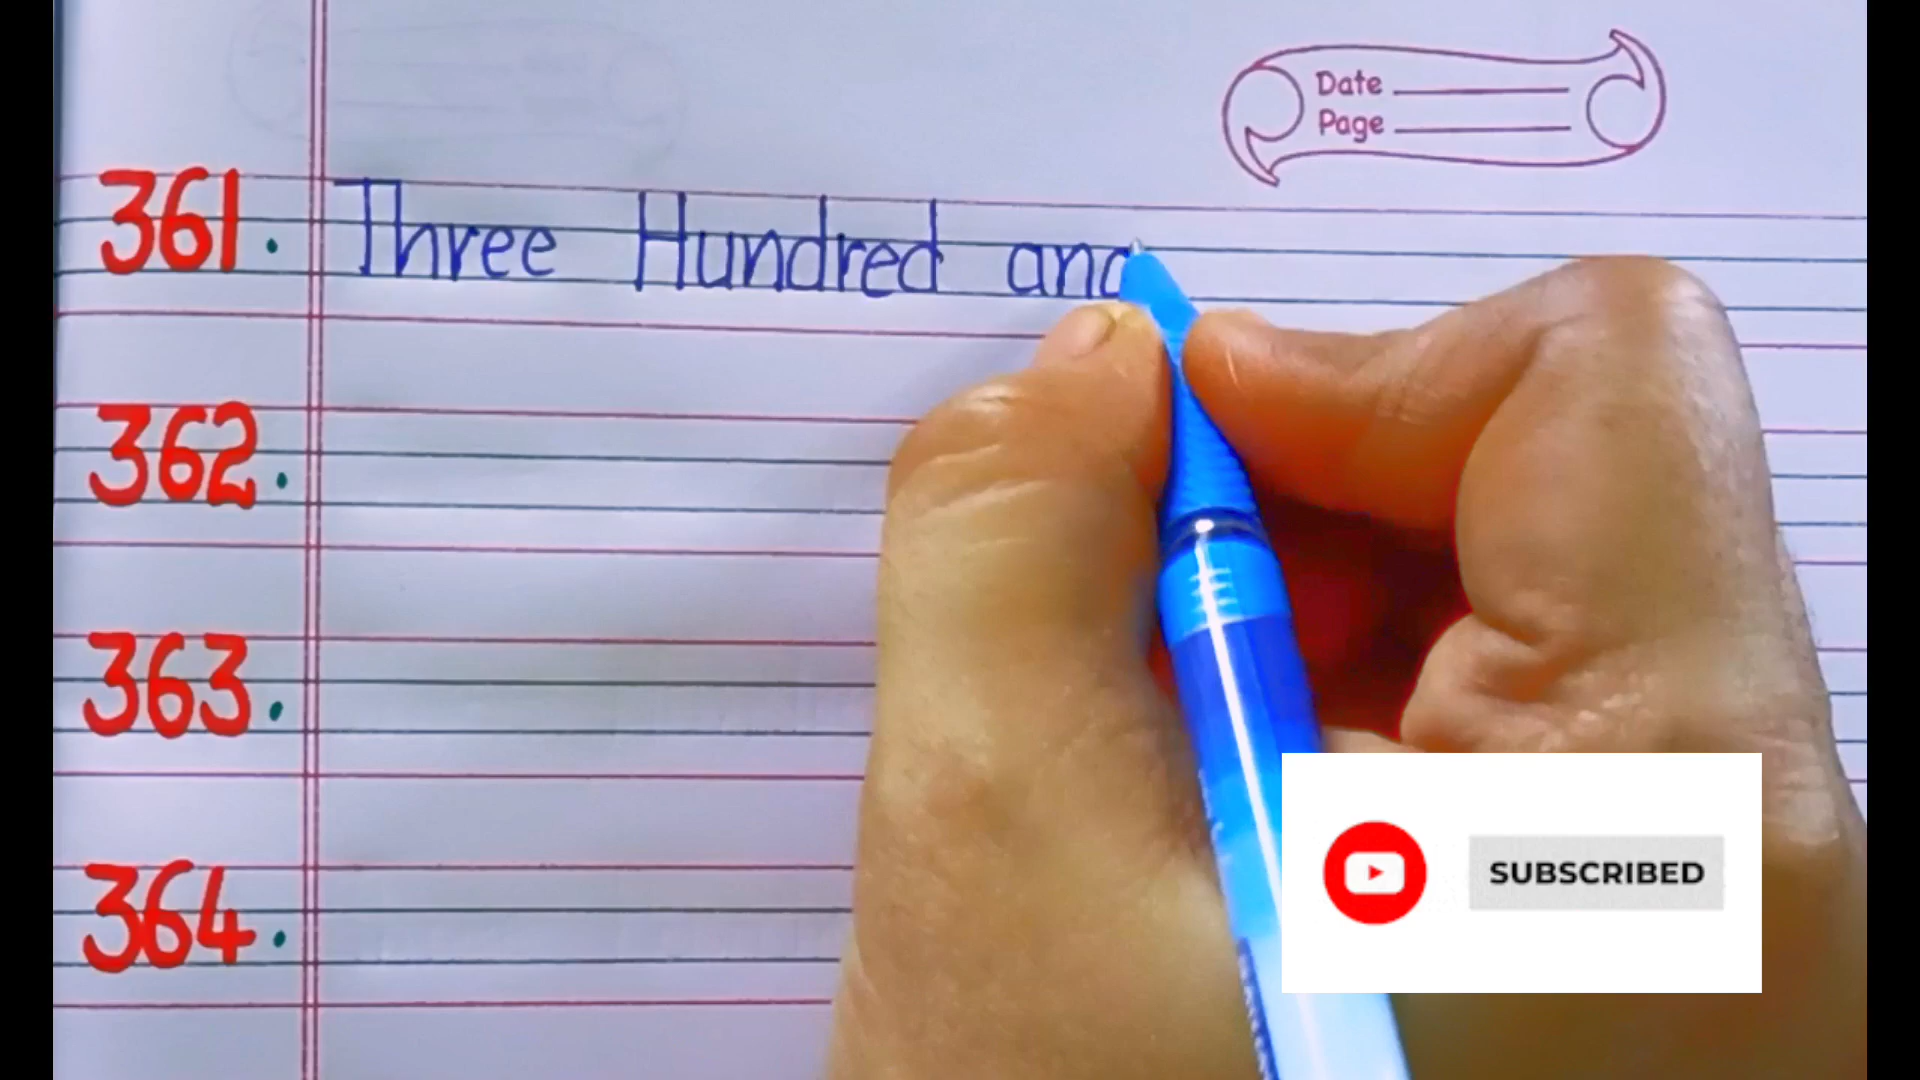 Date
Page
361. Three Hundred and
362.
363.
364.
SUBSCRIBED